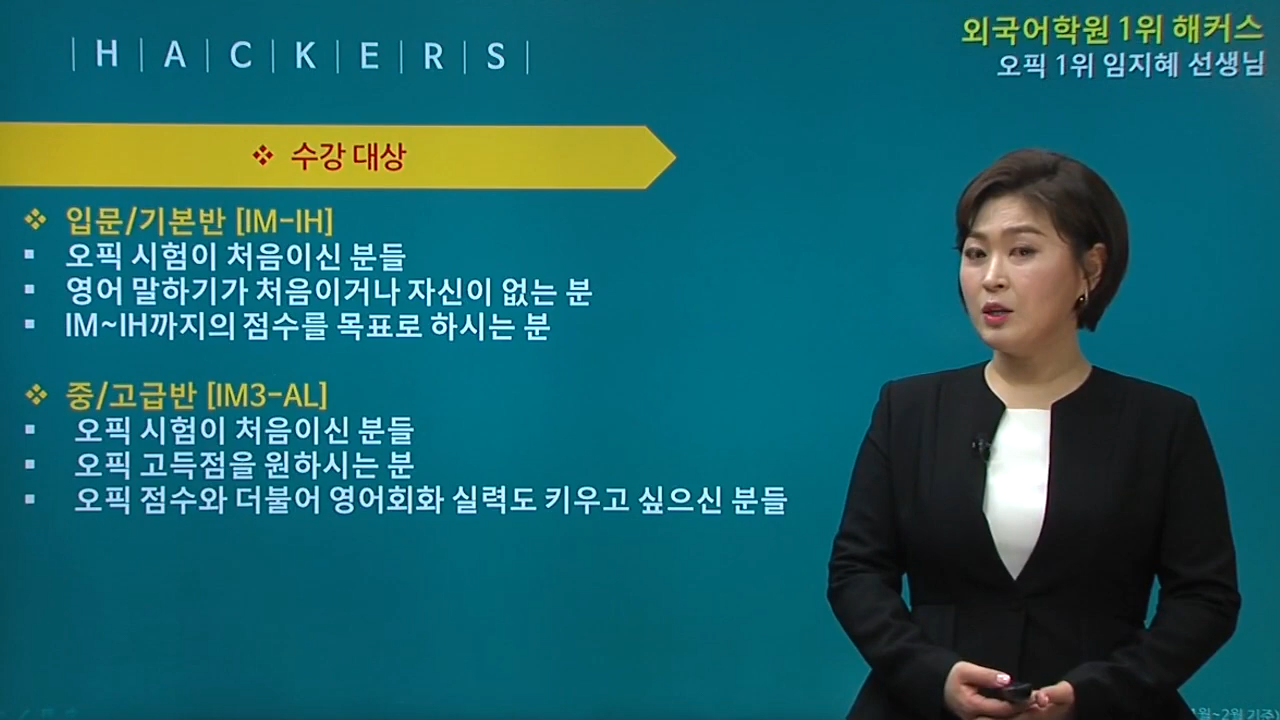 HACKERS
외국어학원 1위 해커스
오픽 1위 임지혜 선생님
❖ 수강 대상
❖ 입문/기본반 [IM-IH]
▪ 오픽 시험이 처음이신 분들
▪ 영어 말하기가 처음이거나 자신이 없는 분
▪ IM~IH까지의 점수를 목표로 하시는 분
❖ 중/고급반 [IM3-AL]
▪ 오픽 시험이 처음이신 분들
▪ 오픽 고득점을 원하시는 분
▪ 오픽 점수와 더불어 영어회화 실력도 키우고 싶으신 분들